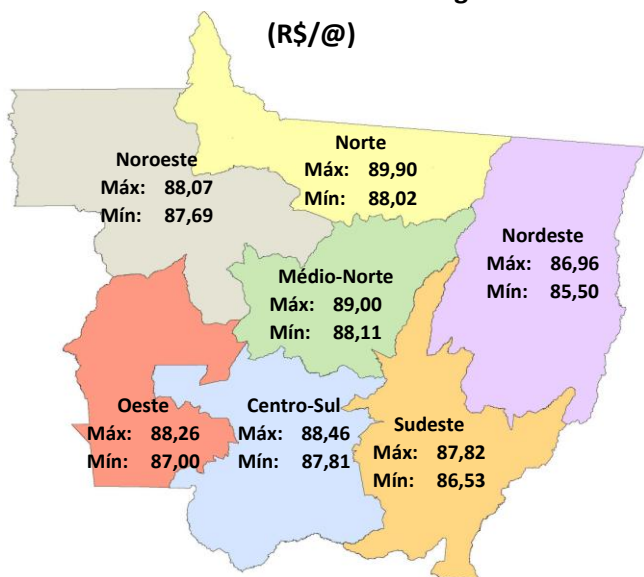 (R$/@)
Norte
Máx: 89,90
Mín: 88,02
Noroeste
Máx: 88,07
Mín: 87,69
Nordeste
Máx: 86,96
Mín: 85,50
Médio-Norte
Máx: 89,00
Mín: 88,11
Oeste
Máx: 88,26
Mín: 87,00
Centro-Sul
Máx: 88,46
Mín: 87,81
Sudeste
Máx: 87,82
Mín: 86,53